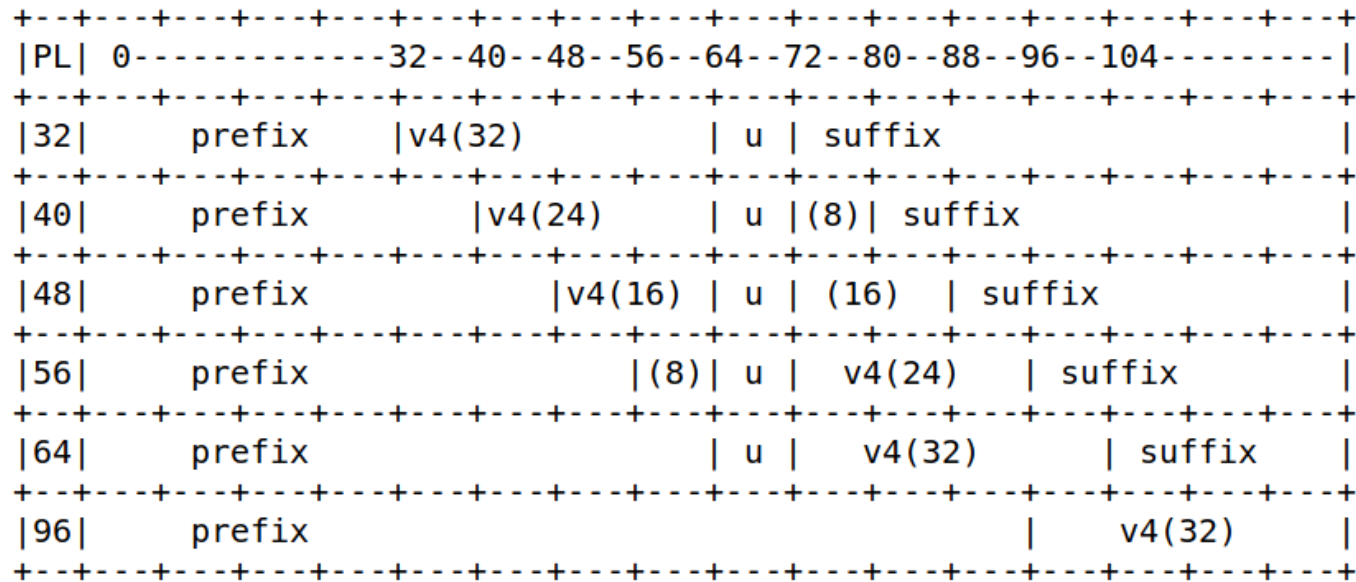 +--+---+---+---+---+---+---+---+---+---+---+---+---+---+---+---+---+
|PL| 0-------------32--40--48--56--64--72--80--88--96--104---------|
+--+---+---+---+---+---+---+---+---+---+---+---+---+---+---+---+---+
|32|     prefix    |v4(32)         | u | suffix                    |
+--+---+---+---+---+---+---+---+---+---+---+---+---+---+---+---+---+
|40|     prefix        |v4(24)     | u |(8)| suffix                |
+--+---+---+---+---+---+---+---+---+---+---+---+---+---+---+---+---+
|48|     prefix            |v4(16) | u | (16)  | suffix            |
+--+---+---+---+---+---+---+---+---+---+---+---+---+---+---+---+---+
|56|     prefix                |(8)| u |  v4(24)   | suffix        |
+--+---+---+---+---+---+---+---+---+---+---+---+---+---+---+---+---+
|64|     prefix                    | u |   v4(32)      | suffix    |
+--+---+---+---+---+---+---+---+---+---+---+---+---+---+---+---+---+
|96|     prefix                                    |    v4(32)     |
+--+---+---+---+---+---+---+---+---+---+---+---+---+---+---+---+---+